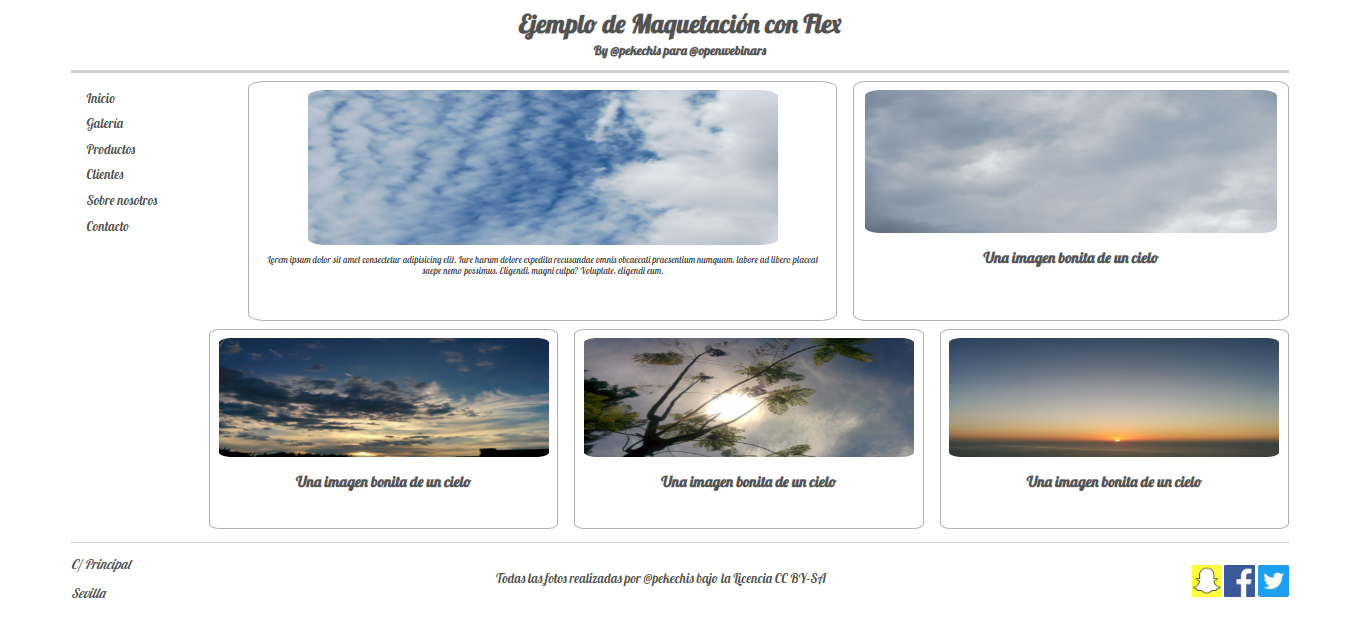 Ejemplo de Maquetación con Flex
By @pekechis para @openwebinars
Inicio
Galería
Productos
Clientes
Sobre nosotros
Contacto
Lorem ipsum dolor sit amet consectetur adipisicing elit. Iure harum dolore expedita recusandae omnis obcaecati praesentium numquam, labore ad libero placeat
saepe nemo possimus. Eligendi, magni culpa? Voluptate, eligendi eum.
Una imagen bonita de un cielo
Una imagen bonita de un cielo
Una imagen bonita de un cielo
Una imagen bonita de un cielo
C/ Principal
Sevilla
Todas las fotos realizadas por @pekechis bajo la Licencia CC BY-SA